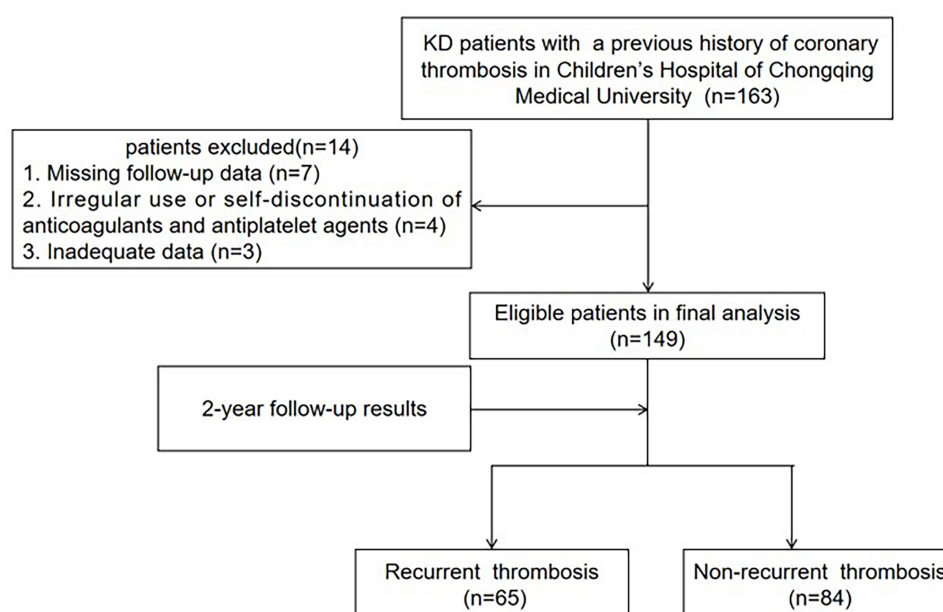 KD patients with a previous history of coronary
thrombosis in Children's Hospital of Chongqing
Medical University (n=163)
patients excluded(n=14)
1. Missing follow-up data (n=7)
2. Irregular use or self-discontinuation of
anticoagulants and antiplatelet agents (n=4)
3. Inadequate data (n=3)
Eligible patients in final analysis
(n=149)
2-year follow-up results
Recurrent thrombosis
(n=65)
Non-recurrent thrombosis
(n=84)